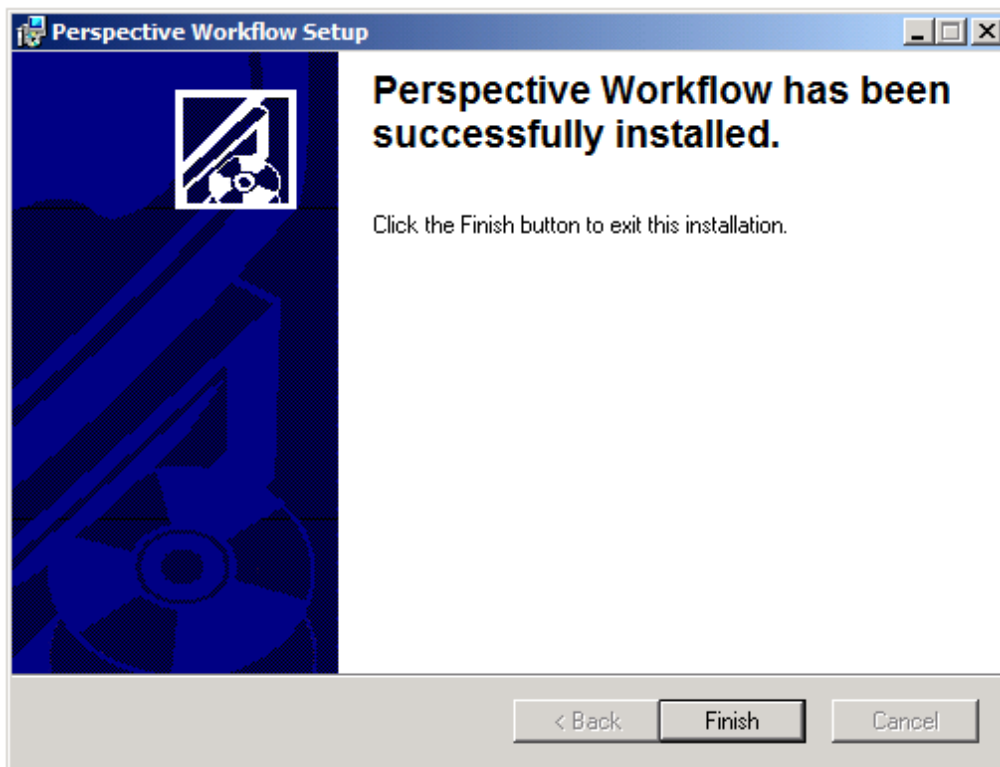 Perspective Workflow Setup
Perspective Workflow has been
successfully installed.
Click the Finish button to exit this installation.
< Back
Finish
Cancel